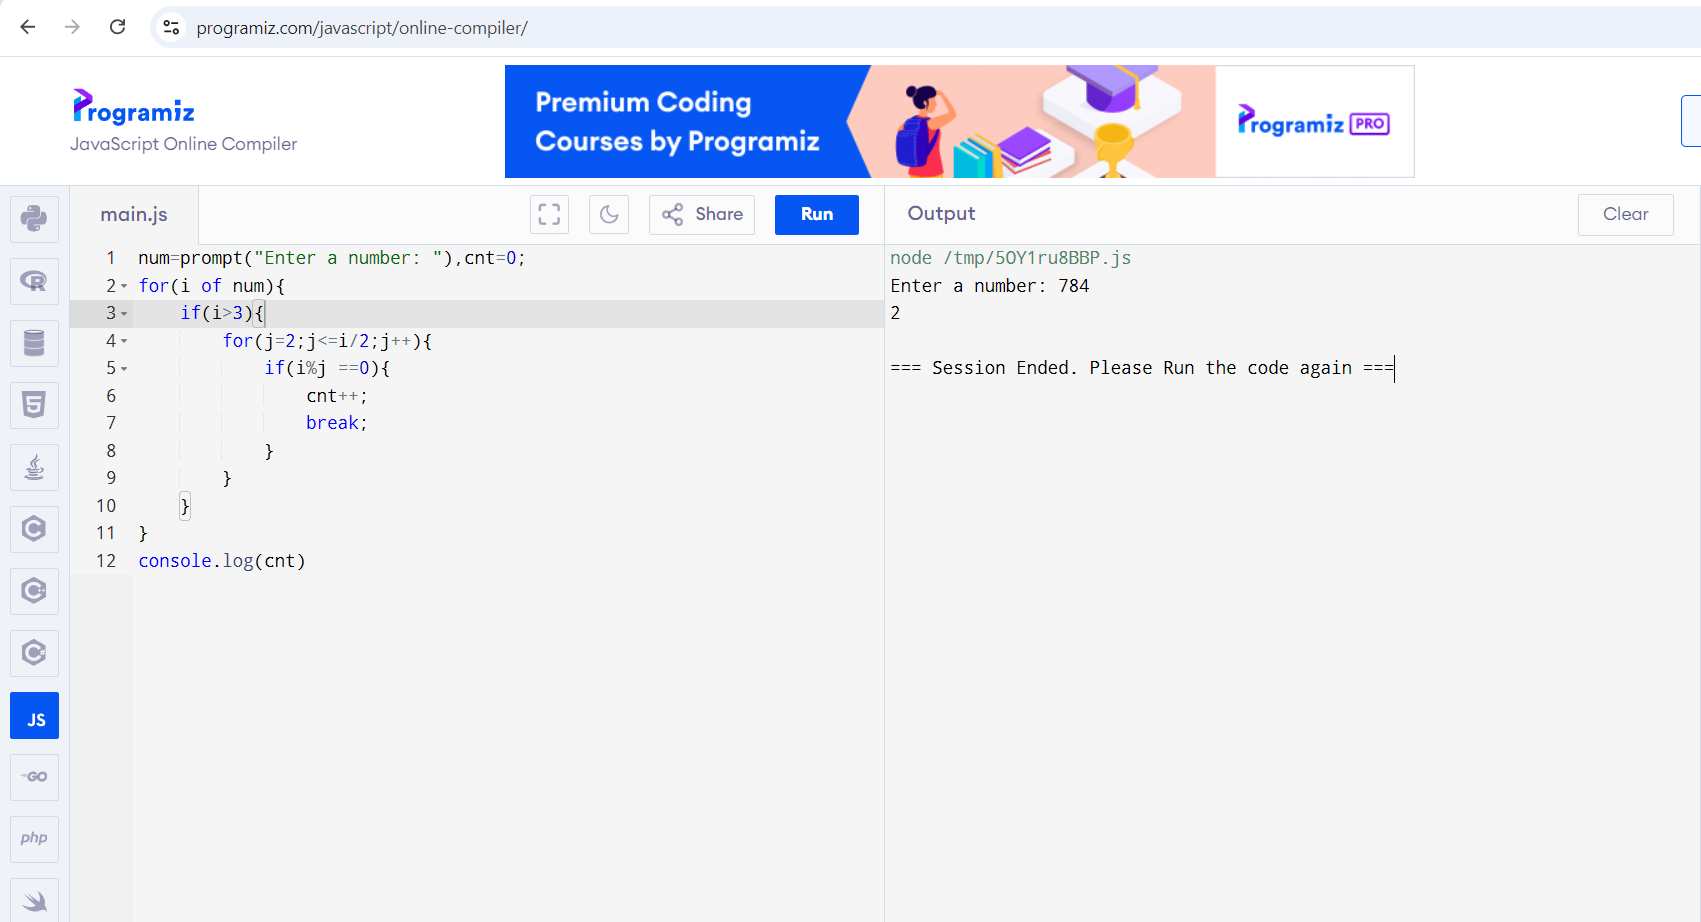 programiz.com/javascript/online-compiler/
Programiz
JavaScript Online Compiler
Premium Coding
Courses by Programiz
Programiz PRO
main.js
Share
Run
Output
Clear
1 num=prompt("Enter a number: "),cnt=0;
2 for(i of num){
3 if(i>3){
4 for(j=2;j<=i/2;j++){
5 if(i%j ==0){
6 cnt++;
7 break;
8 }
9 }
10 }
11 }
12 console.log(cnt)
node /tmp/5OY1ru8BBP.js
Enter a number: 784
2
=== Session Ended. Please Run the code again ===
R
5
C
C
C
JS
GO
php